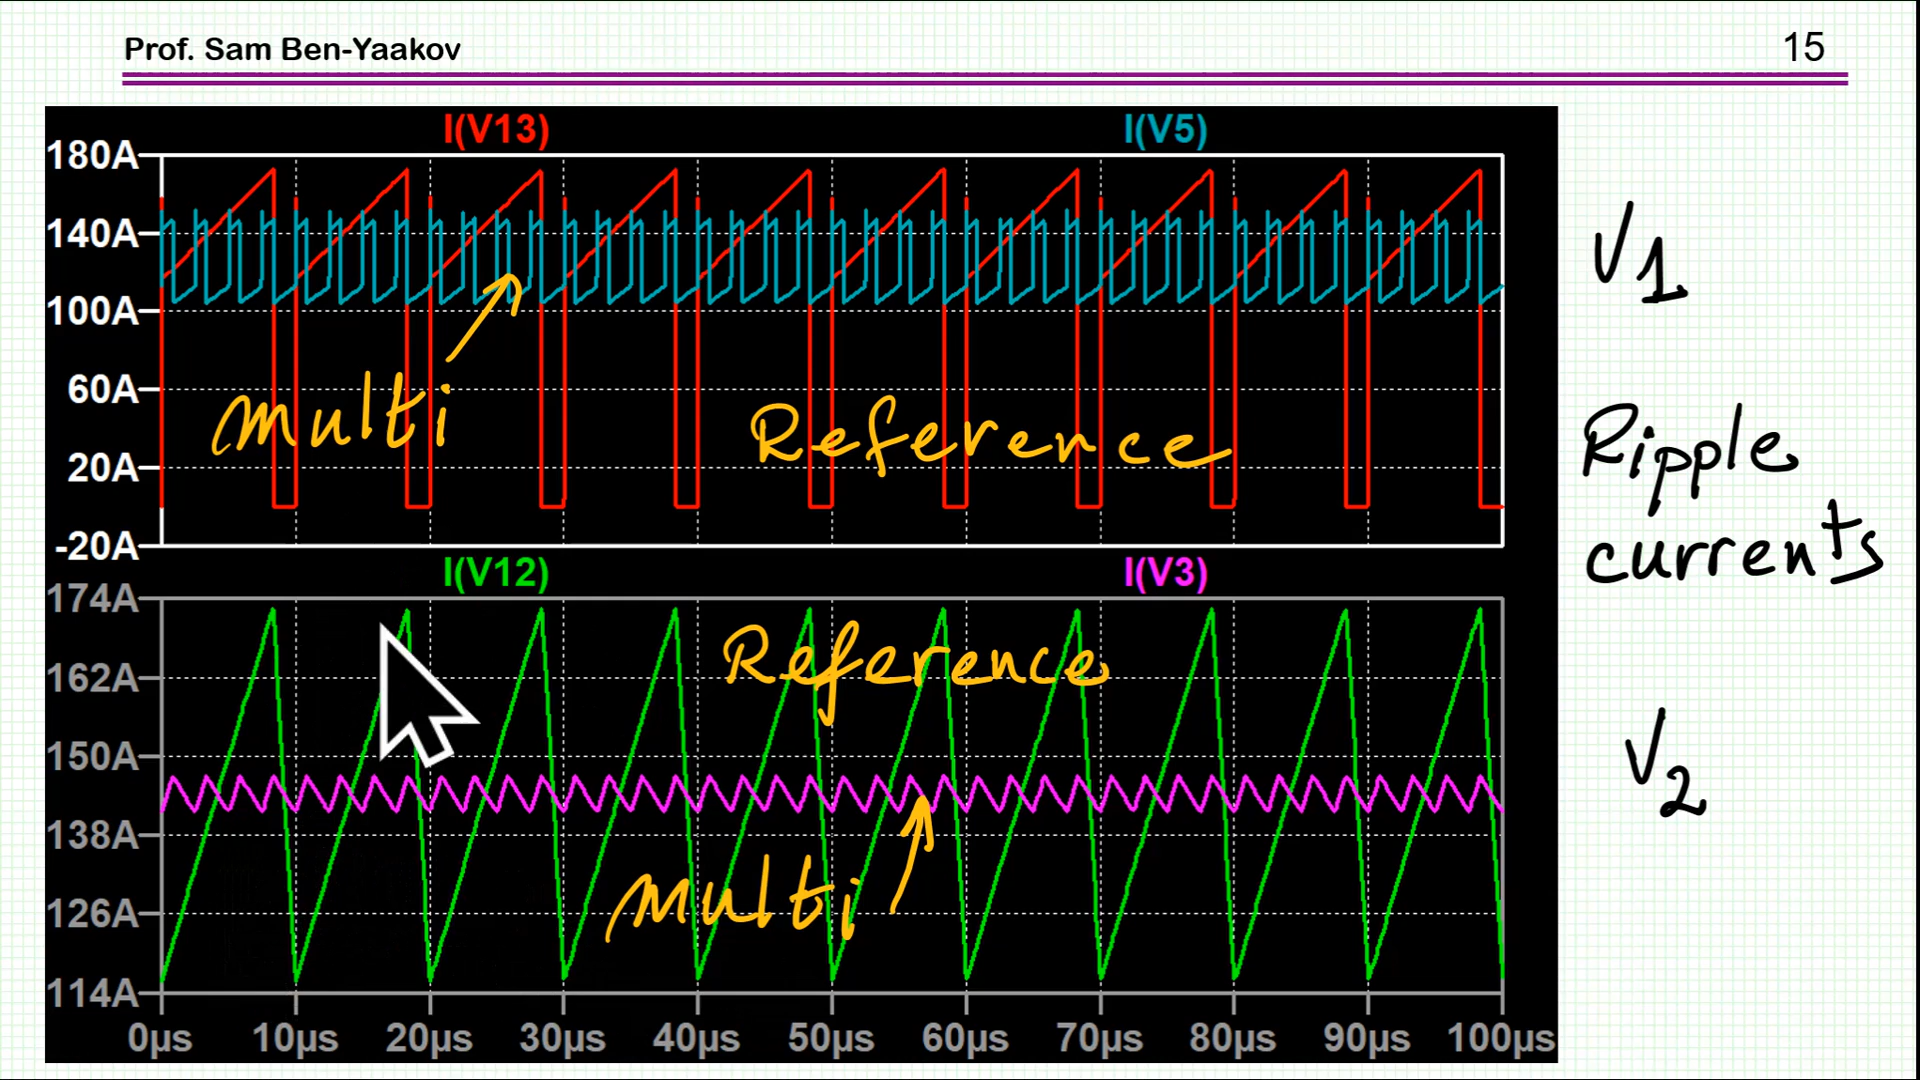 Prof. Sam Ben-Yaakov 15
I(V13) I(V5)
180A
140A
100A
60A
20A
-20A
multi
Reference
I(V12) I(V3)
174A
162A
150A
138A
126A
114A
Reference
multi
0µs 10µs 20µs 30µs 40µs 50µs 60µs 70µs 80µs 90µs 100µs
V1
Ripple
currents
V2